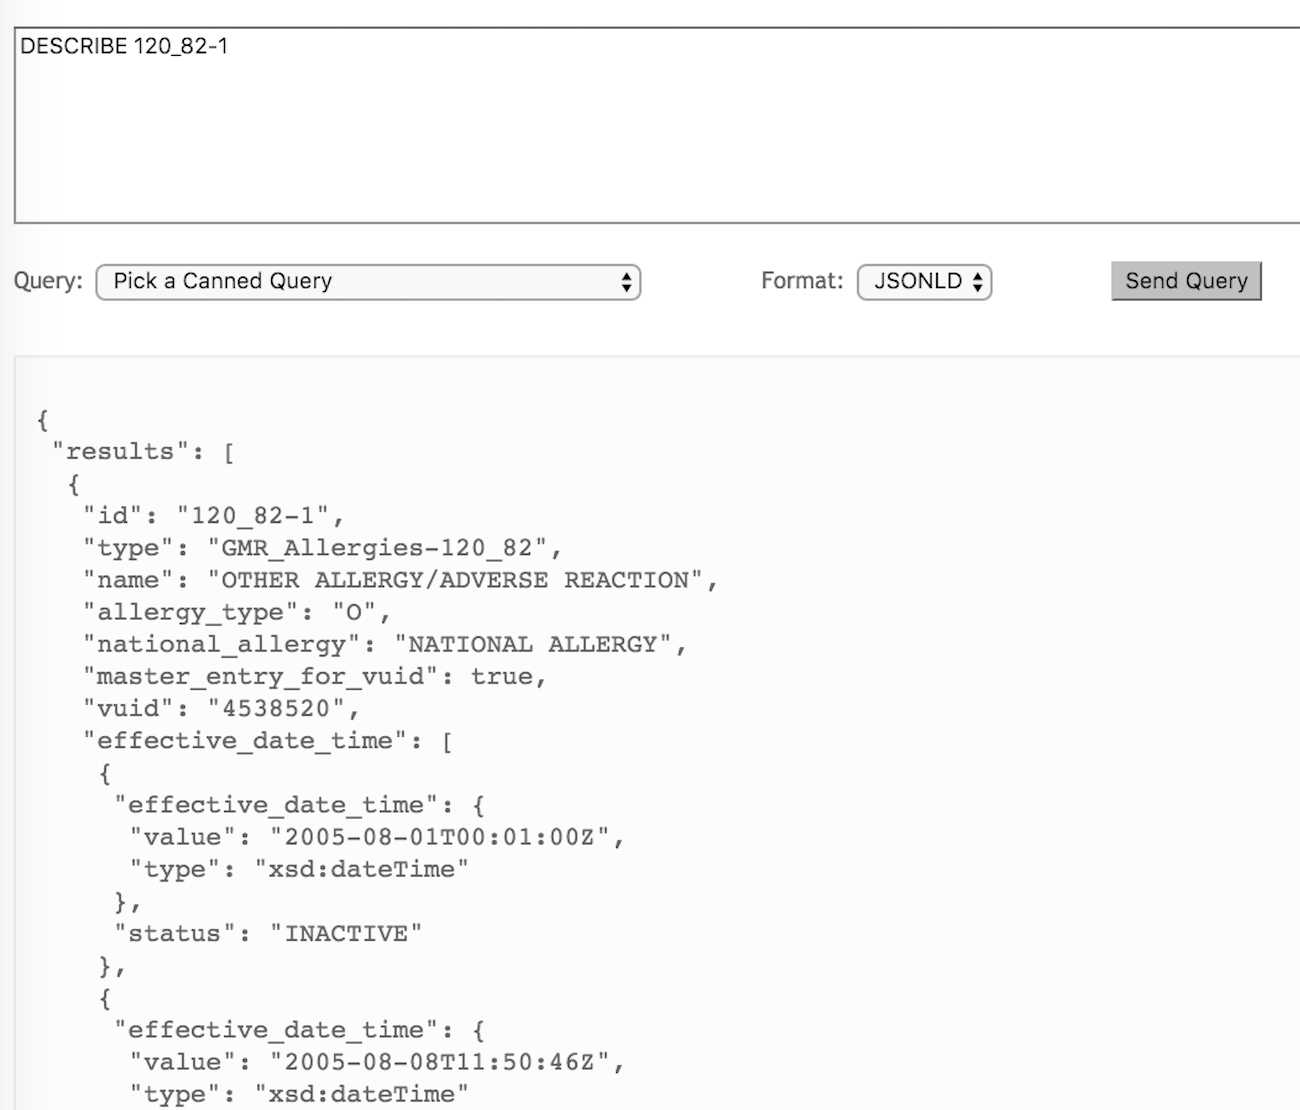 DESCRIBE 120_82-1
Query: Pick a Canned Query Format: JSONLD Send Query
{
"results": [
{
"id": "120_82-1",
"type": "GMR_Allergies-120_82",
"name": "OTHER ALLERGY/ADVERSE REACTION",
"allergy_type": "O",
"national_allergy": "NATIONAL ALLERGY",
"master_entry_for_vuid": true,
"vuid": "4538520",
"effective_date_time": [
{
"effective_date_time": {
"value": "2005-08-01T00:01:00Z",
"type": "xsd:dateTime"
},
"status": "INACTIVE"
},
{
"effective_date_time": {
"value": "2005-08-08T11:50:46Z",
"type": "xsd:dateTime"